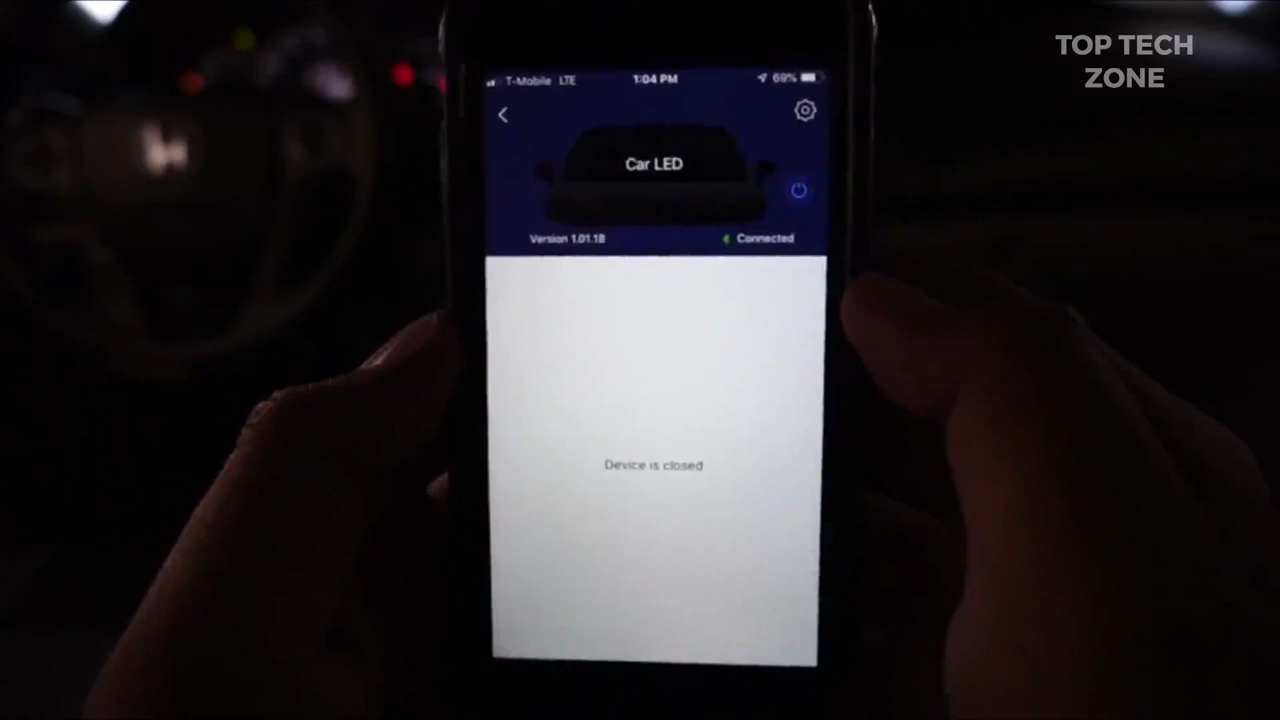 TOP TECH
ZONE
T-Mobile LTE 1:04 PM 69%
Car LED
Version 1.01.18
Connected
Device is closed